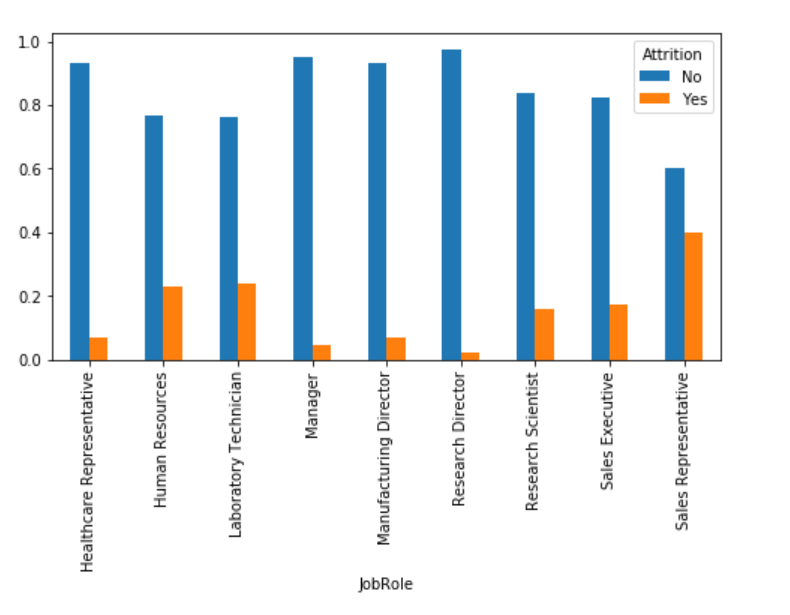 1.0
0.8
0.6
0.4
0.2
0.0
Attrition
No
Yes
Healthcare Representative
Human Resources
Laboratory Technician
Manager
Manufacturing Director
Research Director
Research Scientist
Sales Executive
Sales Representative
JobRole